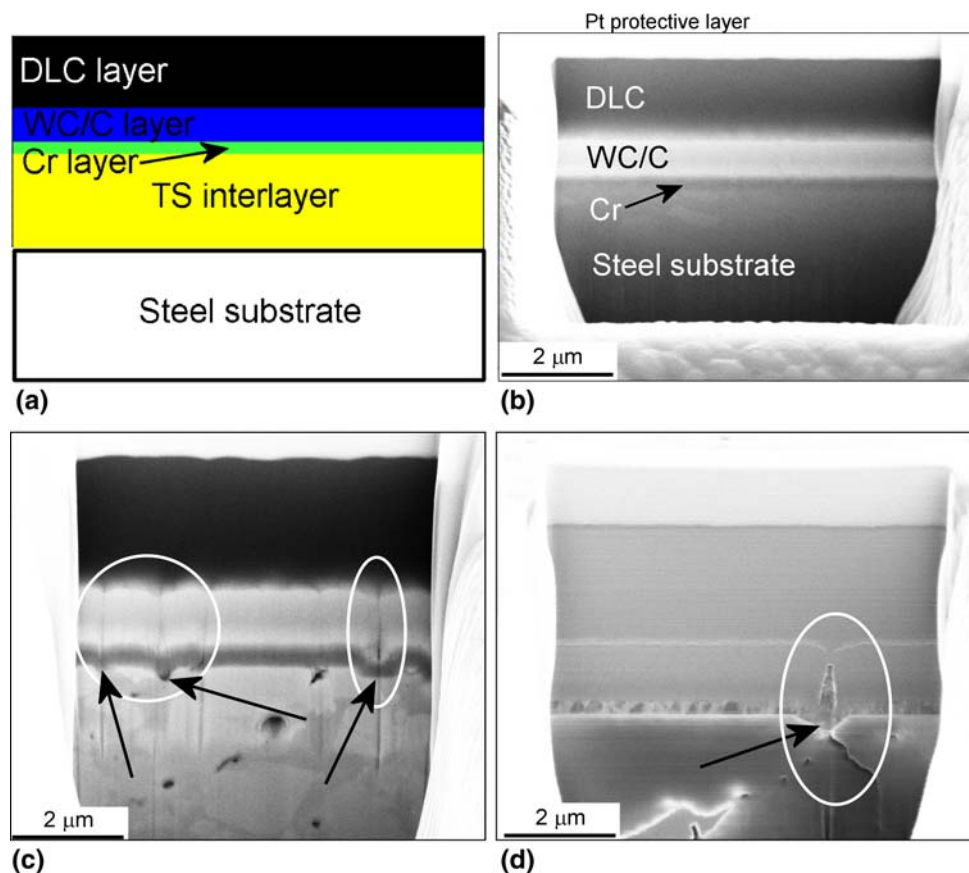 Pt protective layer
DLC layer
WC/C layer
Cr layer
TS interlayer
Steel substrate
(a)
DLC
WC/C
Cr
Steel substrate
2 μm
(b)
2 μm
(c)
2 μm
(d)